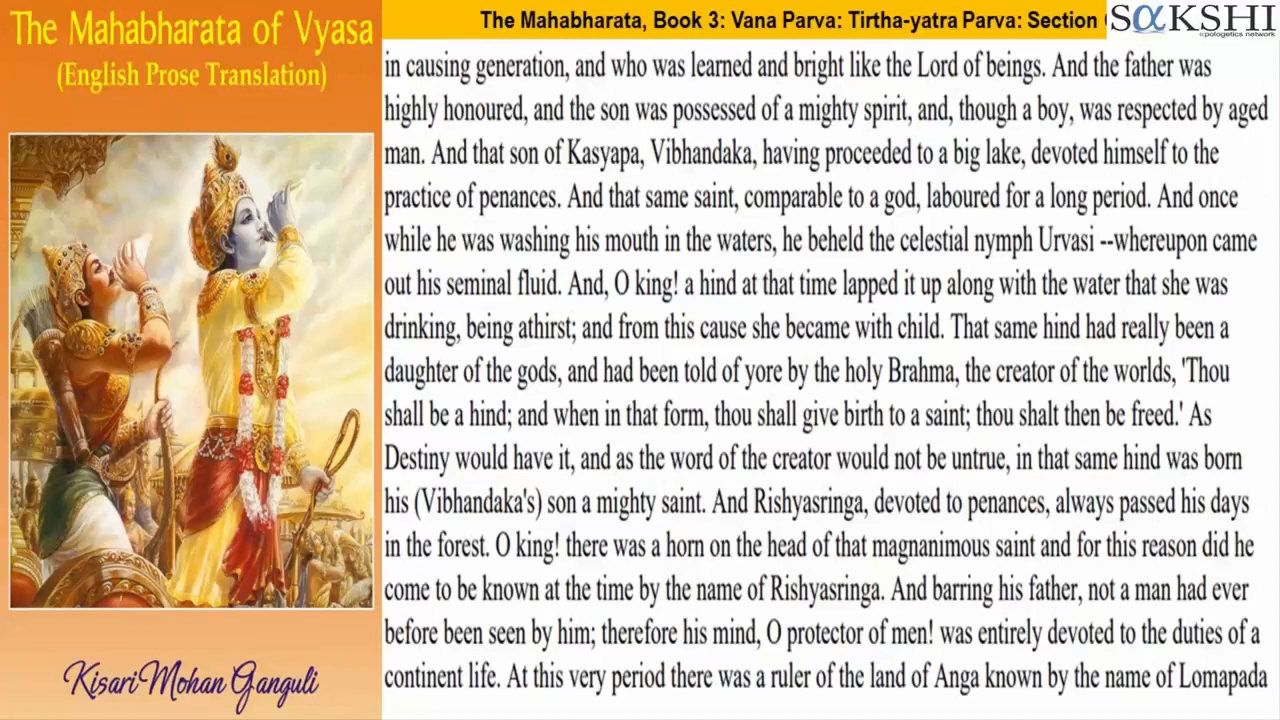 The Mahabharata of Vyasa
(English Prose Translation)
Kisari Mohan Ganguli
The Mahabharata, Book 3: Vana Parva: Tirtha-yatra Parva: Section
SαKSHI
apologetics network
in causing generation, and who was learned and bright like the Lord of beings. And the father was
highly honoured, and the son was possessed of a mighty spirit, and, though a boy, was respected by aged
man. And that son of Kasyapa, Vibhandaka, having proceeded to a big lake, devoted himself to the
practice of penances. And that same saint, comparable to a god, laboured for a long period. And once
while he was washing his mouth in the waters, he beheld the celestial nymph Urvasi --whereupon came
out his seminal fluid. And, O king! a hind at that time lapped it up along with the water that she was
drinking, being athirst; and from this cause she became with child. That same hind had really been a
daughter of the gods, and had been told of yore by the holy Brahma, the creator of the worlds, 'Thou
shall be a hind; and when in that form, thou shall give birth to a saint; thou shalt then be freed.' As
Destiny would have it, and as the word of the creator would not be untrue, in that same hind was born
his (Vibhandaka's) son a mighty saint. And Rishyasringa, devoted to penances, always passed his days
in the forest. O king! there was a horn on the head of that magnanimous saint and for this reason did he
come to be known at the time by the name of Rishyasringa. And barring his father, not a man had ever
before been seen by him; therefore his mind, O protector of men! was entirely devoted to the duties of a
continent life. At this very period there was a ruler of the land of Anga known by the name of Lomapada